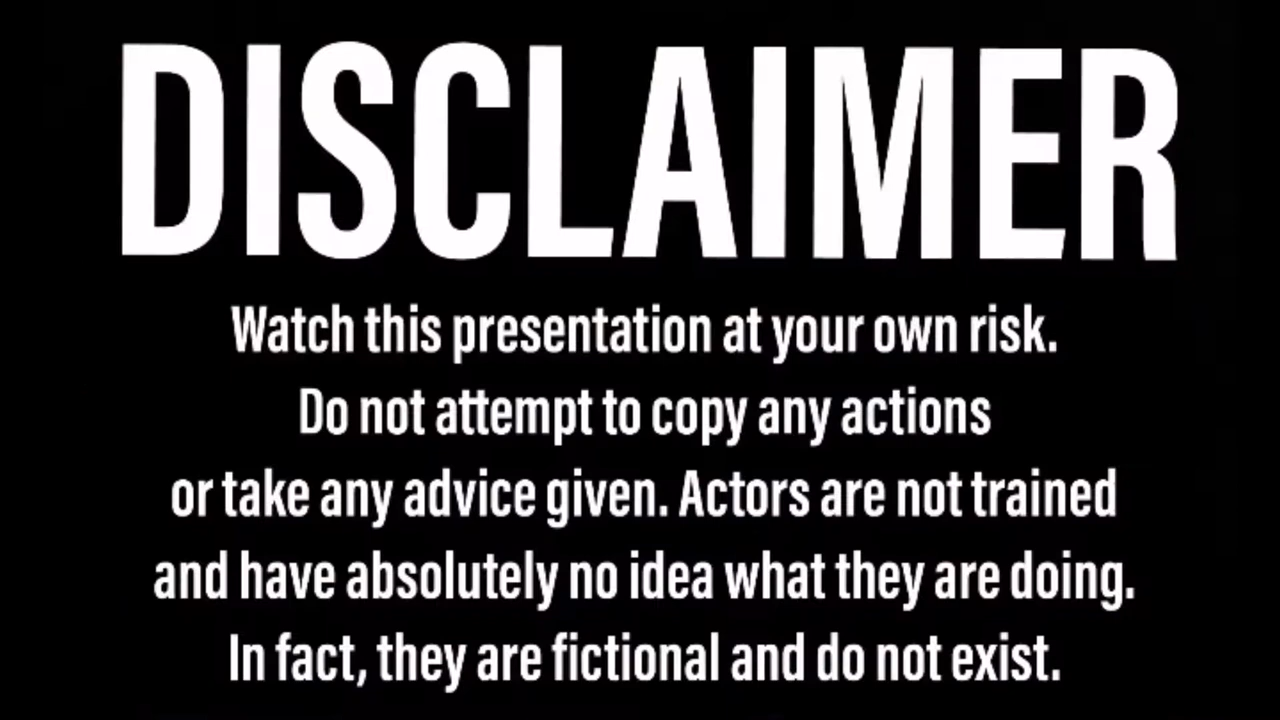 DISCLAIMER
Watch this presentation at your own risk.
Do not attempt to copy any actions
or take any advice given. Actors are not trained
and have absolutely no idea what they are doing.
In fact, they are fictional and do not exist.